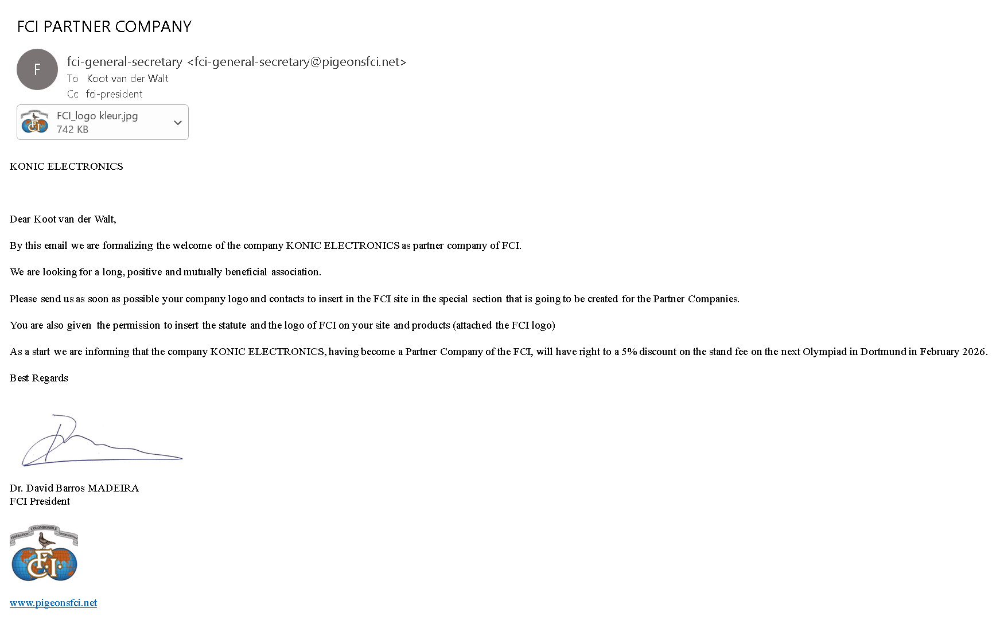 FCI PARTNER COMPANY
F
fci-general-secretary <fci-general-secretary@pigeonsfci.net>
To Koot van der Walt
Cc fci-president
FCI_logo kleur.jpg
742 KB
KONIC ELECTRONICS
Dear Koot van der Walt,
By this email we are formalizing the welcome of the company KONIC ELECTRONICS as partner company of FCI.
We are looking for a long, positive and mutually beneficial association.
Please send us as soon as possible your company logo and contacts to insert in the FCI site in the special section that is going to be created for the Partner Companies.
You are also given the permission to insert the statute and the logo of FCI on your site and products (attached the FCI logo)
As a start we are informing that the company KONIC ELECTRONICS, having become a Partner Company of the FCI, will have right to a 5% discount on the stand fee on the next Olympiad in Dortmund in February 2026.
Best Regards
Dr. David Barros MADEIRA
FCI President
FÉDÉRATION COLOMBOPHILE INTERNATIONALE
F.C.I.
www.pigeonsfci.net